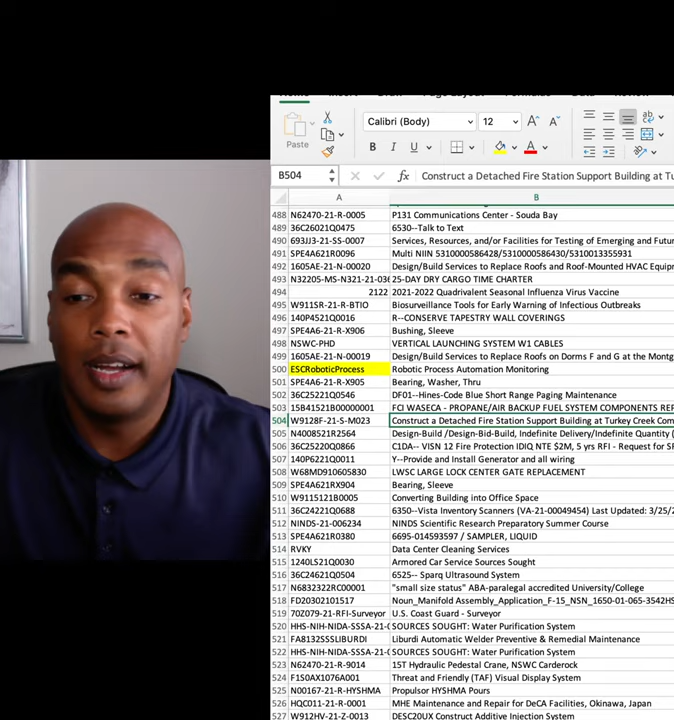 Calibri (Body) 12 A A ab
Paste B I U A
B504 fx Construct a Detached Fire Station Support Building at Tu
A B
488 N62470-21-R-0005 P131 Communications Center - Souda Bay
489 36C26021Q0475 6530--Talk to Text
490 693JJ3-21-SS-0007 Services, Resources, and/or Facilities for Testing of Emerging and Futur
491 SPE4A621R0096 Multi NIIN 5310000586428/5310000586430/5310013355931
492 1605AE-21-N-00020 Design/Build Services to Replace Roofs and Roof-Mounted HVAC Equipm
493 N32205-MS-N321-21-036 25-DAY DRY CARGO TIME CHARTER
494 2122 2021-2022 Quadrivalent Seasonal Influenza Virus Vaccine
495 W911SR-21-R-BTIO Biosurveillance Tools for Early Warning of Infectious Outbreaks
496 140P4521Q0016 R--CONSERVE TAPESTRY WALL COVERINGS
497 SPE4A6-21-R-X906 Bushing, Sleeve
498 NSWC-PHD VERTICAL LAUNCHING SYSTEM W1 CABLES
499 1605AE-21-N-00019 Design/Build Services to Replace Roofs on Dorms F and G at the Montg
500 ESCRoboticProcess Robotic Process Automation Monitoring
501 SPE4A6-21-R-X905 Bearing, Washer, Thru
502 36C25221Q0546 DF01--Hines-Code Blue Short Range Paging Maintenance
503 15B41521B00000001 FCI WASECA - PROPANE/AIR BACKUP FUEL SYSTEM COMPONENTS REP
504 W9128F-21-S-M023 Construct a Detached Fire Station Support Building at Turkey Creek Com
505 N4008521R2564 Design-Build /Design-Bid-Build, Indefinite Delivery/Indefinite Quantity (
506 36C25220Q0866 C1DA-- VISN 12 Fire Protection IDIQ NTE $2M, 5 yrs RFI - Request for SF
507 140P6221Q0011 Y--Provide and Install Generator and all wiring
508 W68MD910605830 LWSC LARGE LOCK CENTER GATE REPLACEMENT
509 SPE4A621RX904 Bearing, Sleeve
510 W9115121B0005 Converting Building into Office Space
511 36C24221Q0688 6350--Vista Inventory Scanners (VA-21-00049454) Last Updated: 3/25/2
512 NINDS-21-006234 NINDS Scientific Research Preparatory Summer Course
513 SPE4A621R0380 6695-014593597 / SAMPLER, LIQUID
514 RVKY Data Center Cleaning Services
515 1240LS21Q0030 Armored Car Service Sources Sought
516 36C24621Q0504 6525-- Sparq Ultrasound System
517 N6832322RC00001 "small size status" ABA-paralegal accredited University/College
518 FD20302101517 Noun_Manifold Assembly_Application_F-15_NSN_1650-01-065-3542HS
519 70Z079-21-RFI-Surveyor U.S. Coast Guard - Surveyor
520 HHS-NIH-NIDA-SSSA-21-( SOURCES SOUGHT: Water Purification System
521 FA8132SSSLIBURDI Liburdi Automatic Welder Preventive & Remedial Maintenance
522 HHS-NIH-NIDA-SSSA-21-( SOURCES SOUGHT: Water Purification System
523 N62470-21-R-9014 15T Hydraulic Pedestal Crane, NSWC Carderock
524 F1S0AX1076A001 Threat and Friendly (TAF) Visual Display System
525 N00167-21-R-HYSHMA Propulsor HYSHMA Pours
526 HQC011-21-R-0001 MHE Maintenance and Repair for DeCA Facilities, Okinawa, Japan
527 W912HV-21-Z-0013 DESC20UX Construct Additive Injection System